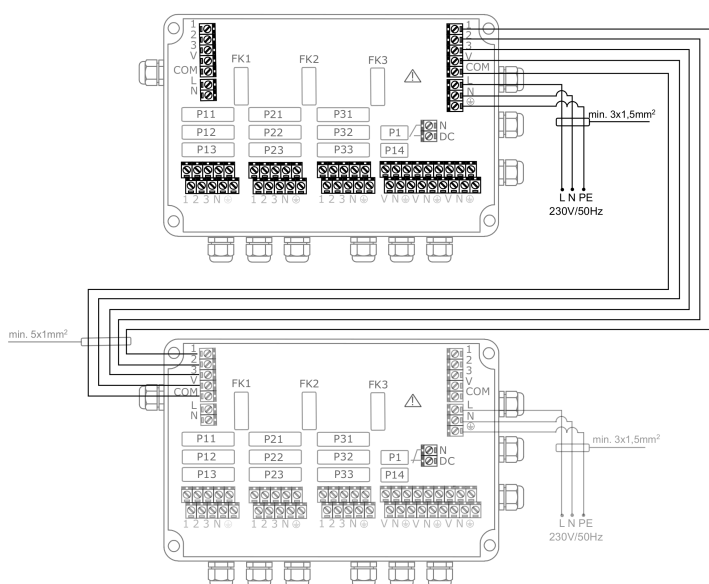 1 1
2 2
3 3
V FK1 FK2 FK3 V
COM COM
L L
N N ⏚
P11 P21 P31
P12 P22 P32 P1 N
DC
P13 P23 P33 P14
min. 3x1,5mm²
1 2 3 N ⏚ 1 2 3 N ⏚ 1 2 3 N ⏚ V N ⏚ V N ⏚ V N ⏚
L N PE
230V/50Hz
min. 5x1mm²
1 1
2 2
3 3
V FK1 FK2 FK3 V
COM COM
L L
N N ⏚
P11 P21 P31
P12 P22 P32 P1 N
DC
P13 P23 P33 P14
min. 3x1,5mm²
1 2 3 N ⏚ 1 2 3 N ⏚ 1 2 3 N ⏚ V N ⏚ V N ⏚ V N ⏚
L N PE
230V/50Hz